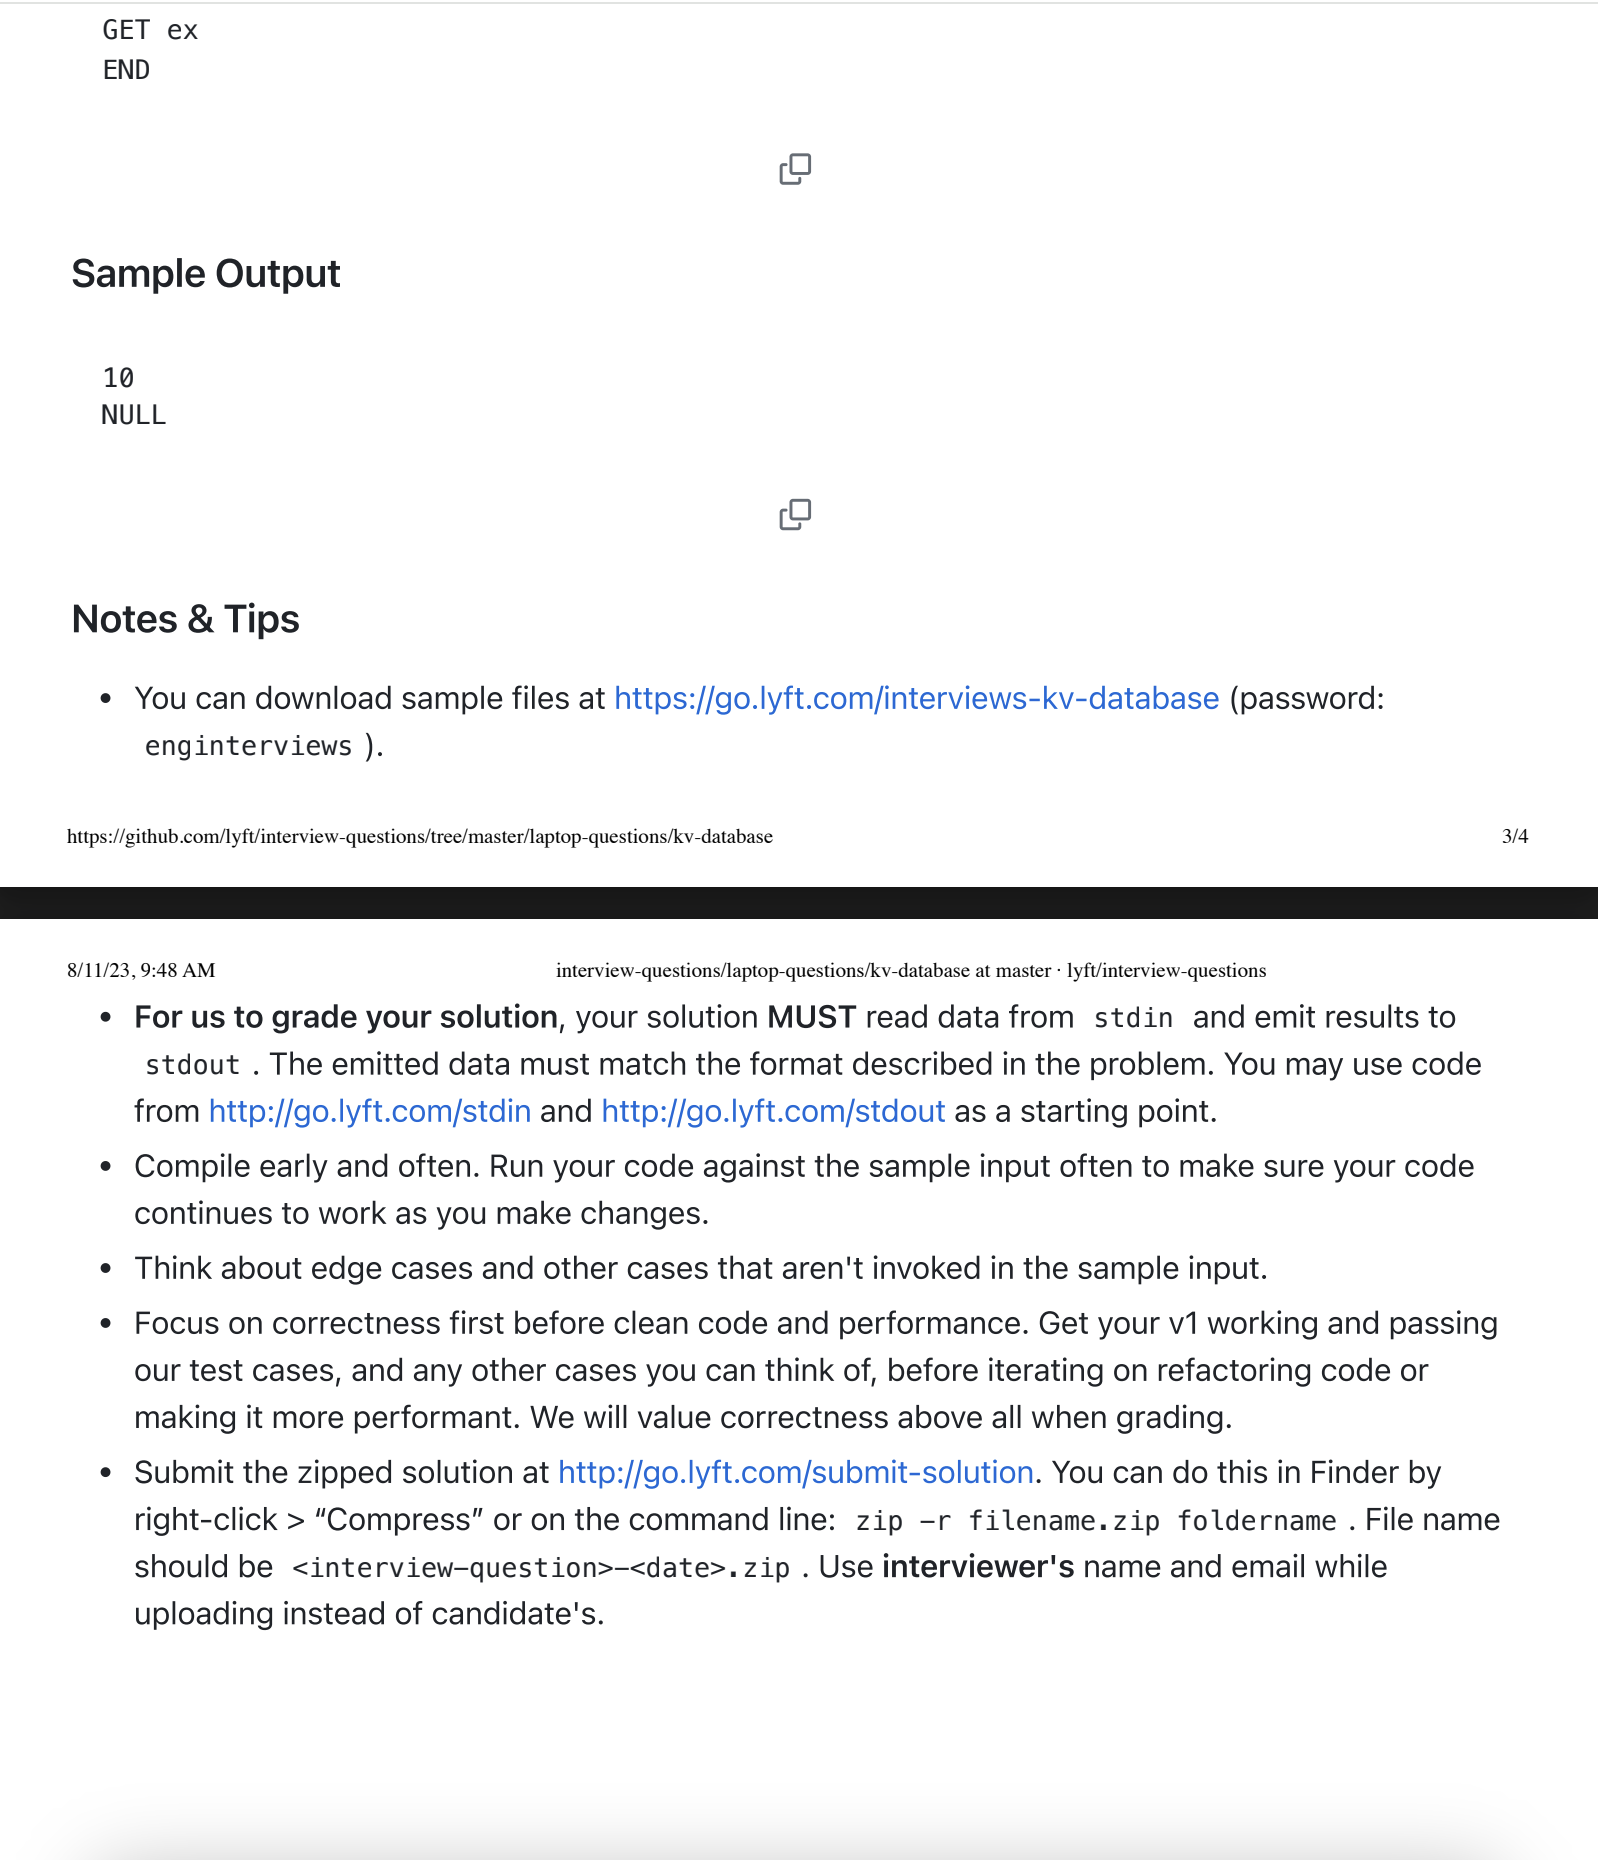 GET ex
END
Sample Output
10
NULL
Notes & Tips
• You can download sample files at https://go.lyft.com/interviews-kv-database (password:
enginterviews ).
https://github.com/lyft/interview-questions/tree/master/laptop-questions/kv-database 3/4
8/11/23, 9:48 AM interview-questions/laptop-questions/kv-database at master · lyft/interview-questions
• For us to grade your solution, your solution MUST read data from stdin and emit results to
stdout . The emitted data must match the format described in the problem. You may use code
from http://go.lyft.com/stdin and http://go.lyft.com/stdout as a starting point.
• Compile early and often. Run your code against the sample input often to make sure your code
continues to work as you make changes.
• Think about edge cases and other cases that aren't invoked in the sample input.
• Focus on correctness first before clean code and performance. Get your v1 working and passing
our test cases, and any other cases you can think of, before iterating on refactoring code or
making it more performant. We will value correctness above all when grading.
• Submit the zipped solution at http://go.lyft.com/submit-solution. You can do this in Finder by
right-click > “Compress” or on the command line: zip -r filename.zip foldername . File name
should be <interview-question>-<date>.zip . Use interviewer's name and email while
uploading instead of candidate's.